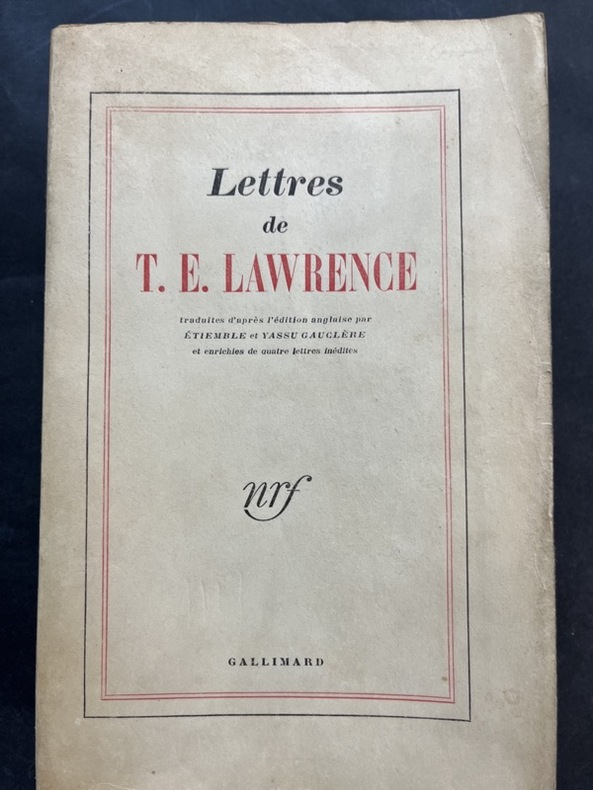 Lettres
de
T. E. LAWRENCE
traduites d'après l'édition anglaise par
ÉTIEMBLE et YASSU GAUCLÈRE
et enrichies de quatre lettres inédites
nrf
GALLIMARD